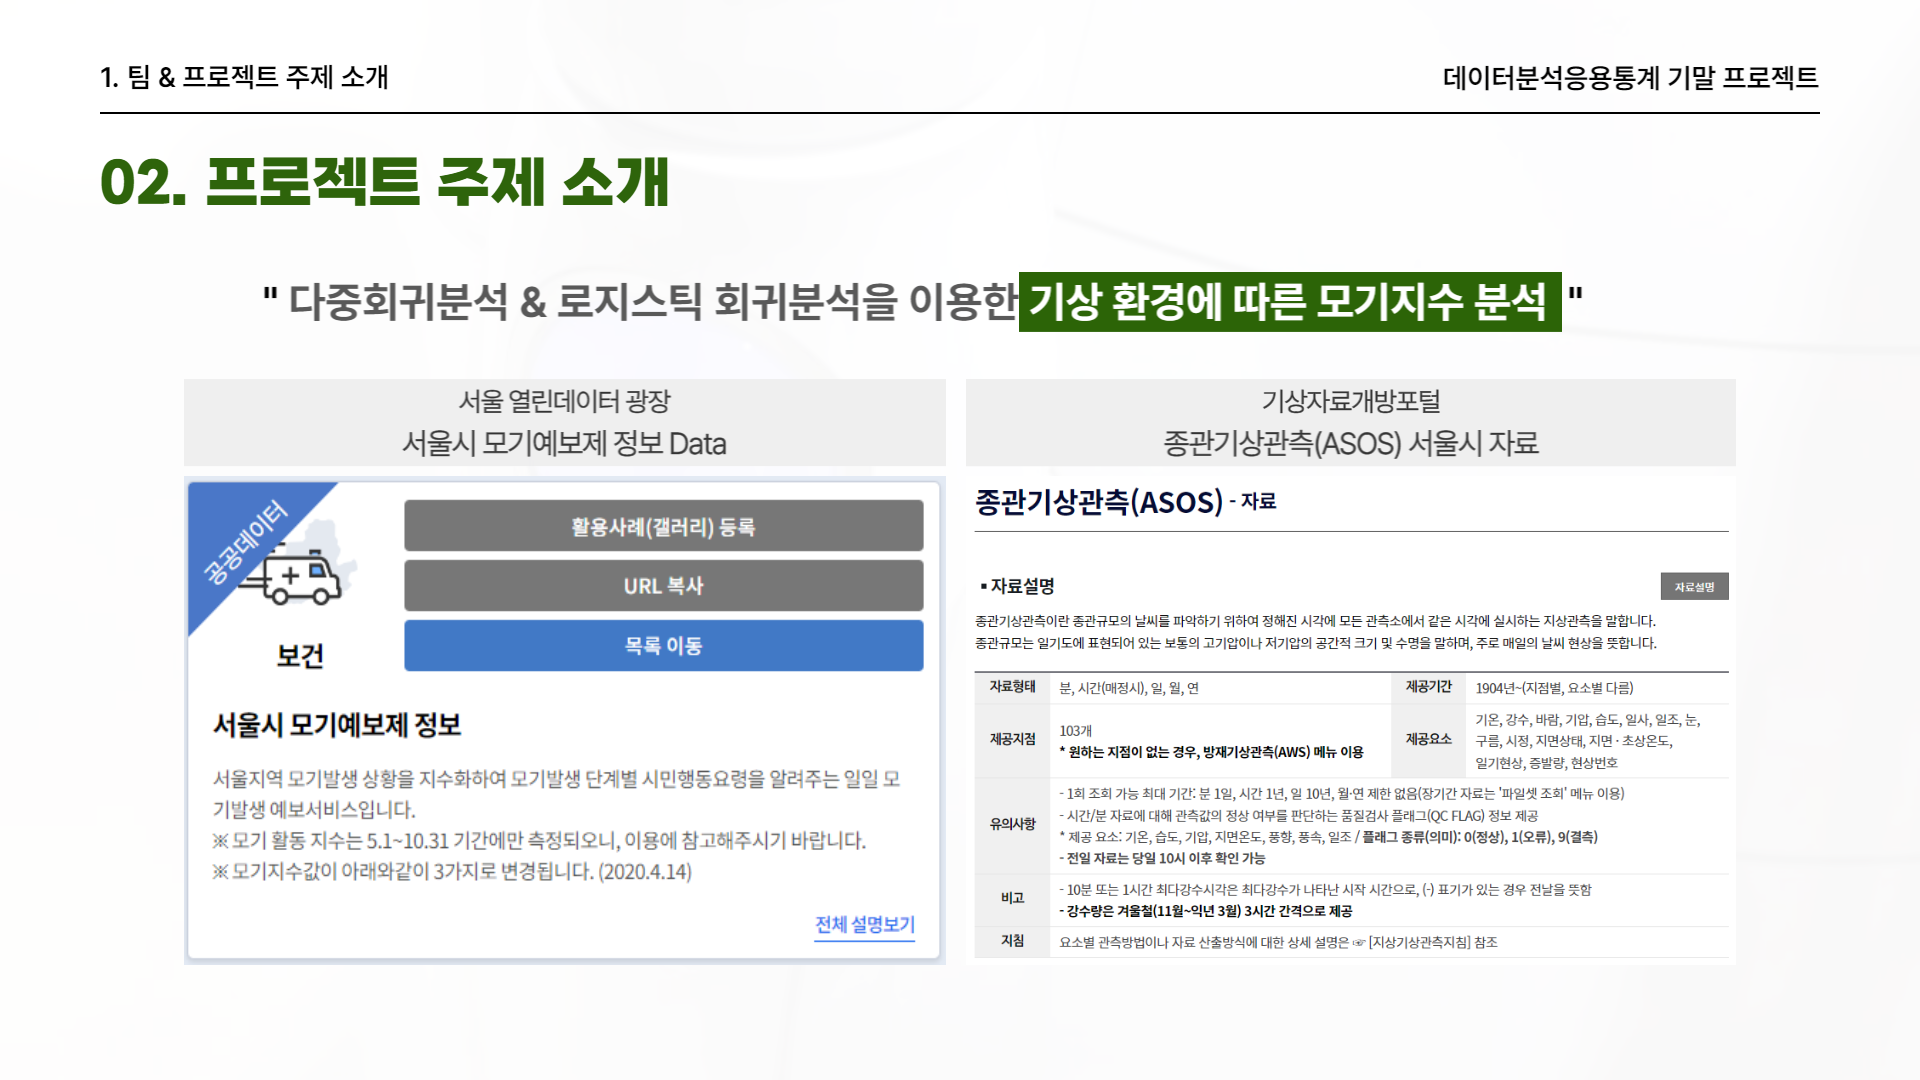 1. 팀 & 프로젝트 주제 소개
데이터분석응용통계 기말 프로젝트
02. 프로젝트 주제 소개
" 다중회귀분석 & 로지스틱 회귀분석을 이용한 기상 환경에 따른 모기지수 분석 "
서울 열린데이터 광장
서울시 모기예보제 정보 Data
공공데이터
보건
활용사례(갤러리) 등록
URL 복사
목록 이동
서울시 모기예보제 정보
서울지역 모기발생 상황을 지수화하여 모기발생 단계별 시민행동요령을 알려주는 일일 모
기발생 예보서비스입니다.
※ 모기 활동 지수는 5.1~10.31 기간에만 측정되오니, 이용에 참고해주시기 바랍니다.
※ 모기지수값이 아래와같이 3가지로 변경됩니다. (2020.4.14)
전체 설명보기
기상자료개방포털
종관기상관측(ASOS) 서울시 자료
종관기상관측(ASOS) - 자료
▪ 자료설명
자료설명
종관기상관측이란 종관규모의 날씨를 파악하기 위하여 정해진 시각에 모든 관측소에서 같은 시각에 실시하는 지상관측을 말합니다.
종관규모는 일기도에 표현되어 있는 보통의 고기압이나 저기압의 공간적 크기 및 수명을 말하며, 주로 매일의 날씨 현상을 뜻합니다.
자료형태 분, 시간(매정시), 일, 월, 연 제공기간 1904년~(지점별, 요소별 다름)
제공지점
103개
* 원하는 지점이 없는 경우, 방재기상관측(AWS) 메뉴 이용
제공요소
기온, 강수, 바람, 기압, 습도, 일사, 일조, 눈,
구름, 시정, 지면상태, 지면 · 초상온도,
일기현상, 증발량, 현상번호
유의사항
- 1회 조회 가능 최대 기간: 분 1일, 시간 1년, 일 10년, 월·연 제한 없음(장기간 자료는 '파일셋 조회' 메뉴 이용)
- 시간/분 자료에 대해 관측값의 정상 여부를 판단하는 품질검사 플래그(QC FLAG) 정보 제공
* 제공 요소: 기온, 습도, 기압, 지면온도, 풍향, 풍속, 일조 / 플래그 종류(의미): 0(정상), 1(오류), 9(결측)
- 전일 자료는 당일 10시 이후 확인 가능
비고
- 10분 또는 1시간 최다강수시각은 최다강수가 나타난 시작 시간으로, (-) 표기가 있는 경우 전날을 뜻함
- 강수량은 겨울철(11월~익년 3월) 3시간 간격으로 제공
지침 요소별 관측방법이나 자료 산출방식에 대한 상세 설명은 ☞ [지상기상관측지침] 참조